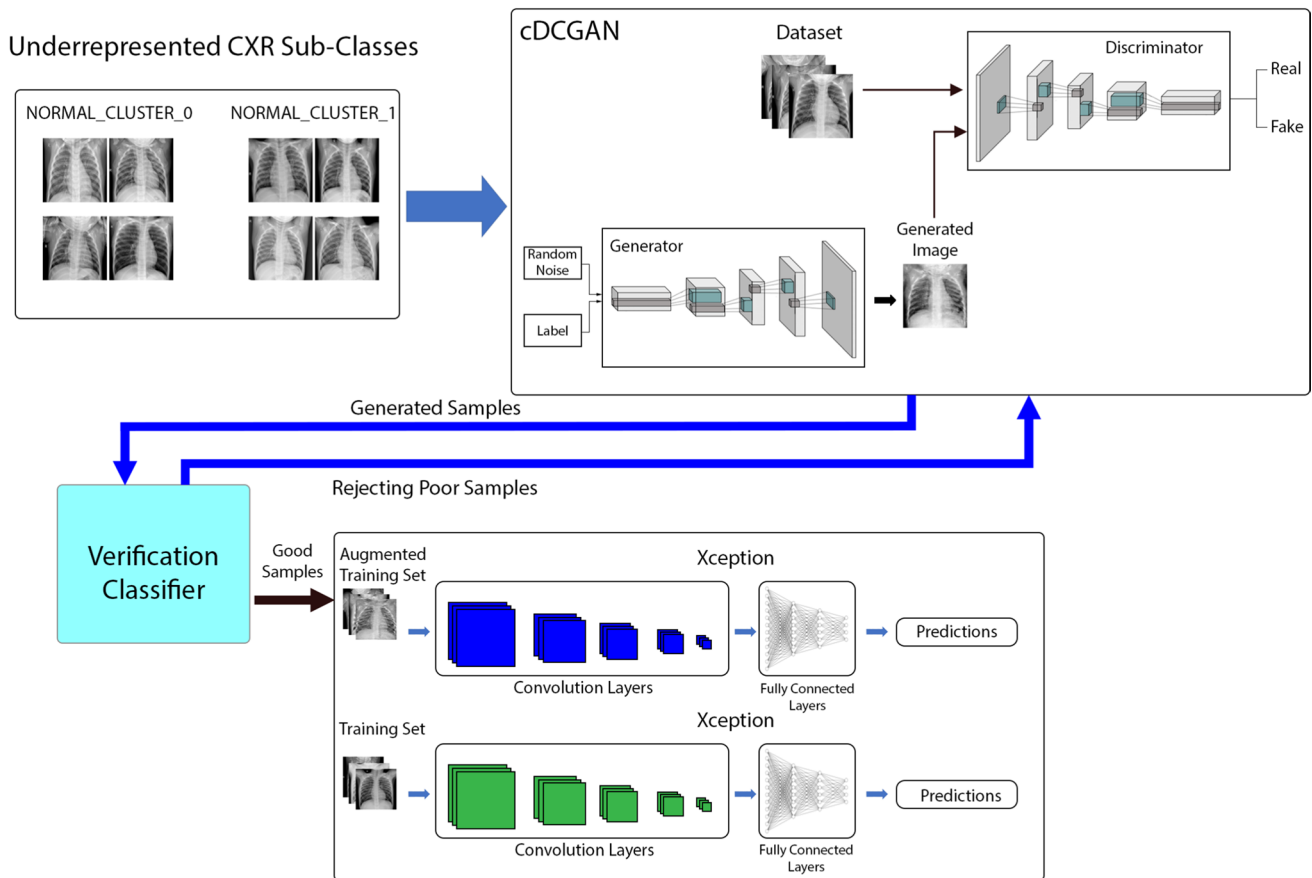 Underrepresented CXR Sub-Classes
NORMAL_CLUSTER_0
NORMAL_CLUSTER_1
cDCGAN
Dataset
Discriminator
Real
Fake
Generator
Random
Noise
Label
Generated
Image
Generated Samples
Rejecting Poor Samples
Verification
Classifier
Good
Samples
Augmented
Training Set
Xception
Convolution Layers
Fully Connected
Layers
Predictions
Training Set
Xception
Convolution Layers
Fully Connected
Layers
Predictions